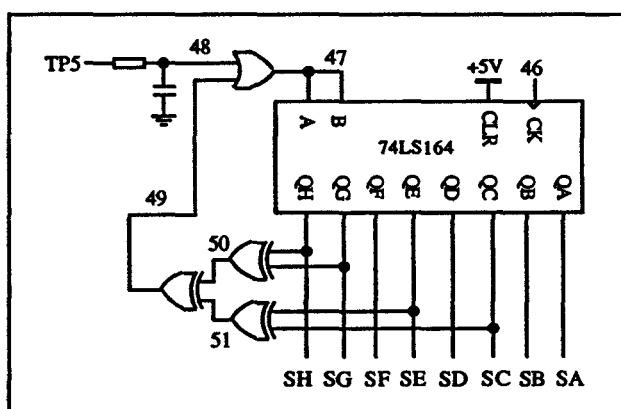 48
TP5
47
+5V
46
A
B
CLR
CK
74LS164
QH
QG
QF
QE
QD
QC
QB
QA
49
50
51
SH SG SF SE SD SC SB SA